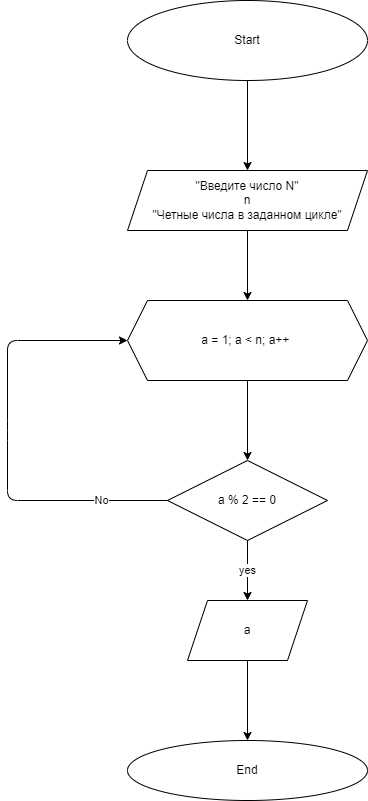 Start
"Введите число N"
n
"Четные числа в заданном цикле"
a = 1; a < n; a++
a % 2 == 0
No
yes
a
End